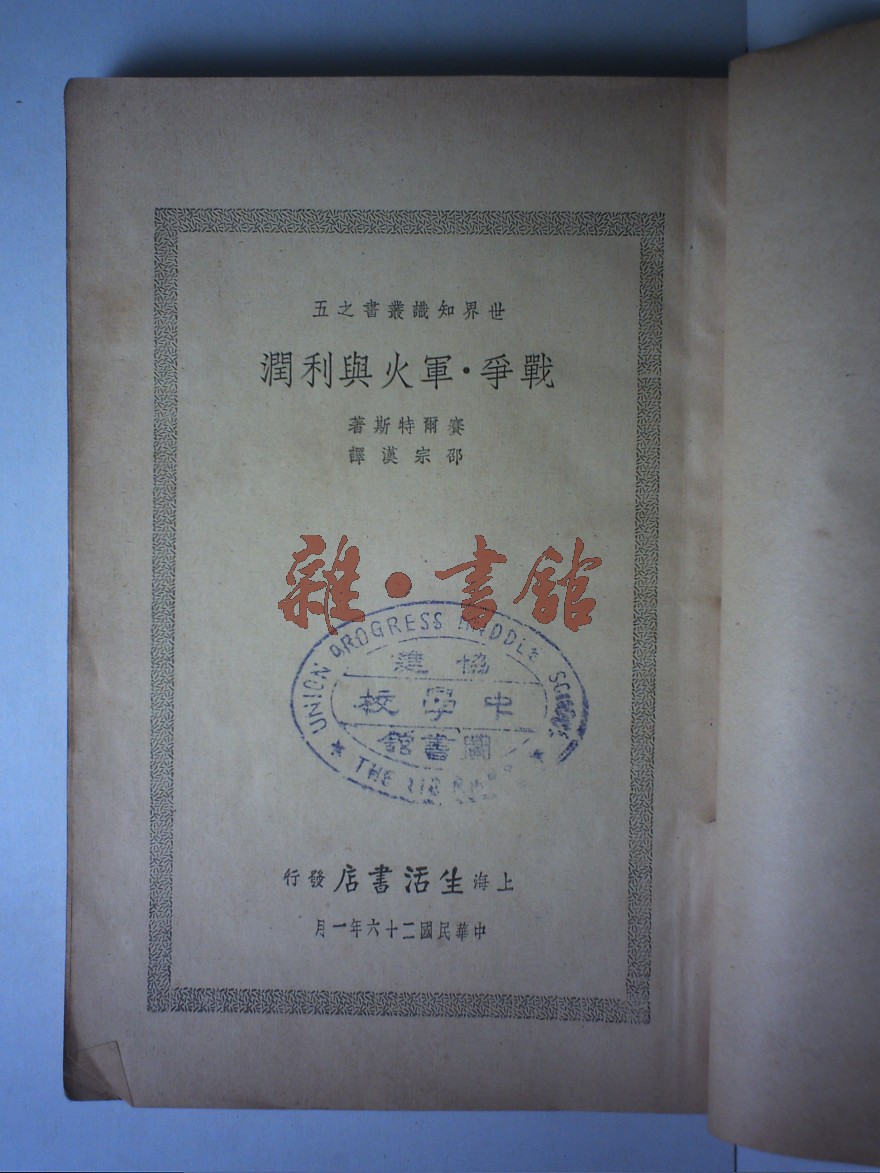 世界知識叢書之五
戰爭·軍火與利潤
賽爾特斯著
邵宗漢譯
雜·書館
UNION PROGRESS MIDDLE SCHOOL
協進
中學校
圖書館
★ THE LIBRARY ★
上海生活書店發行
中華民國二十六年一月